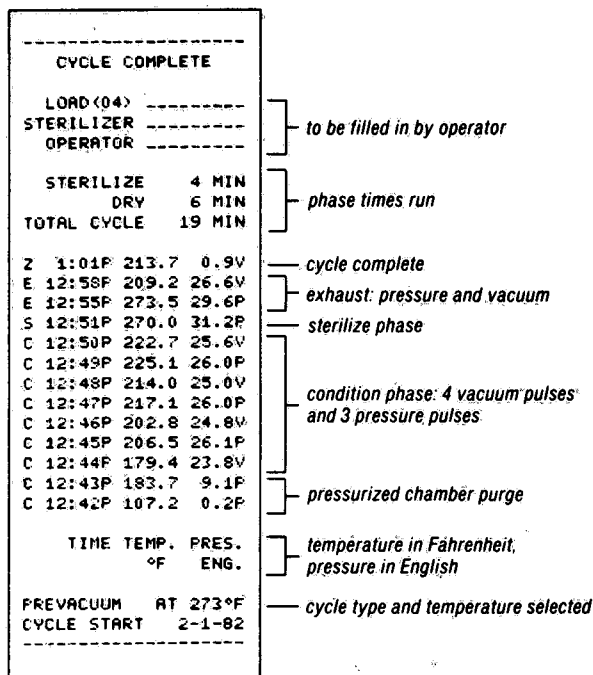 CYCLE COMPLETE
LOAD(04) _________
STERILIZER _________
OPERATOR _________
to be filled in by operator
STERILIZE 4 MIN
DRY 6 MIN
TOTAL CYCLE 19 MIN
phase times run
Z 1:01P 213.7 0.9V
cycle complete
E 12:58P 209.2 26.6V
E 12:55P 273.5 29.6P
exhaust: pressure and vacuum
S 12:51P 270.0 31.2P
sterilize phase
C 12:50P 222.7 25.6V
C 12:49P 225.1 26.0P
C 12:48P 214.0 25.0V
C 12:47P 217.1 26.0P
C 12:46P 202.8 24.8V
C 12:45P 206.5 26.1P
C 12:44P 179.4 23.8V
condition phase: 4 vacuum pulses
and 3 pressure pulses
C 12:43P 183.7 9.1P
C 12:42P 107.2 0.2P
pressurized chamber purge
TIME TEMP. PRES.
°F ENG.
temperature in Fahrenheit,
pressure in English
PREVACUUM AT 273°F
cycle type and temperature selected
CYCLE START 2-1-82